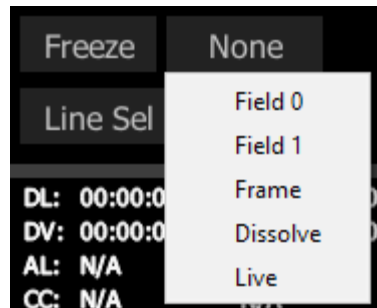 Freeze None
Line Sel
Field 0
Field 1
Frame
Dissolve
Live
DL: 00:00:0
DV: 00:00:0
AL: N/A
CC: N/A